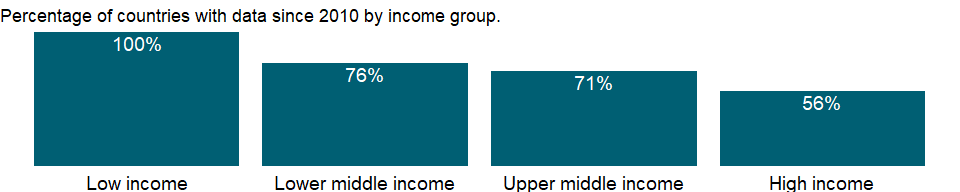 Percentage of countries with data since 2010 by income group.
100%
76%
71%
56%
Low income
Lower middle income
Upper middle income
High income